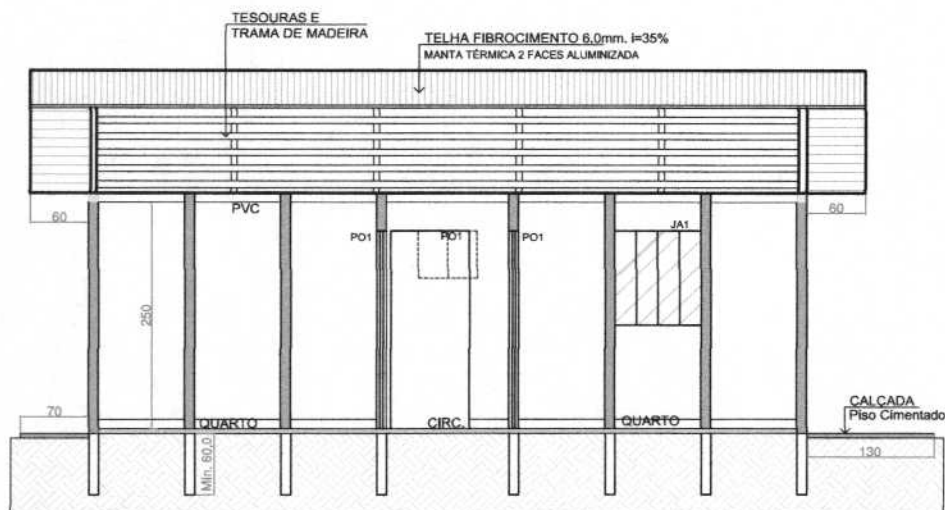 TESOURAS E
TRAMA DE MADEIRA
TELHA FIBROCIMENTO 6,0mm. i=35%
MANTA TÉRMICA 2 FACES ALUMINIZADA
60
PVC
60
PO1
PO1
PO1
JA1
250
70
QUARTO
CIRC.
QUARTO
CALÇADA
Piso Cimentado
Mín. 60,0
130